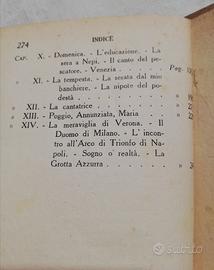 274
INDICE
CAP. X. - Domenica. - L'educazione. - La
sera a Nepi. - Il canto del pe-
scatore. - Venezia . . . Pag.
» XI. - La tempesta. - La serata dal mio
banchiere. - La nipote del po-
destà . . . . . . . »
» XII. - La cantatrice . . . . . »
» XIII. - Poggio, Annunziata, Maria . »
» XIV. - La meraviglia di Verona. - Il
Duomo di Milano. - L' incon-
tro all'Arco di Trionfo di Na-
poli. - Sogno o realtà. - La
Grotta Azzurra . . . . . »
subito.it